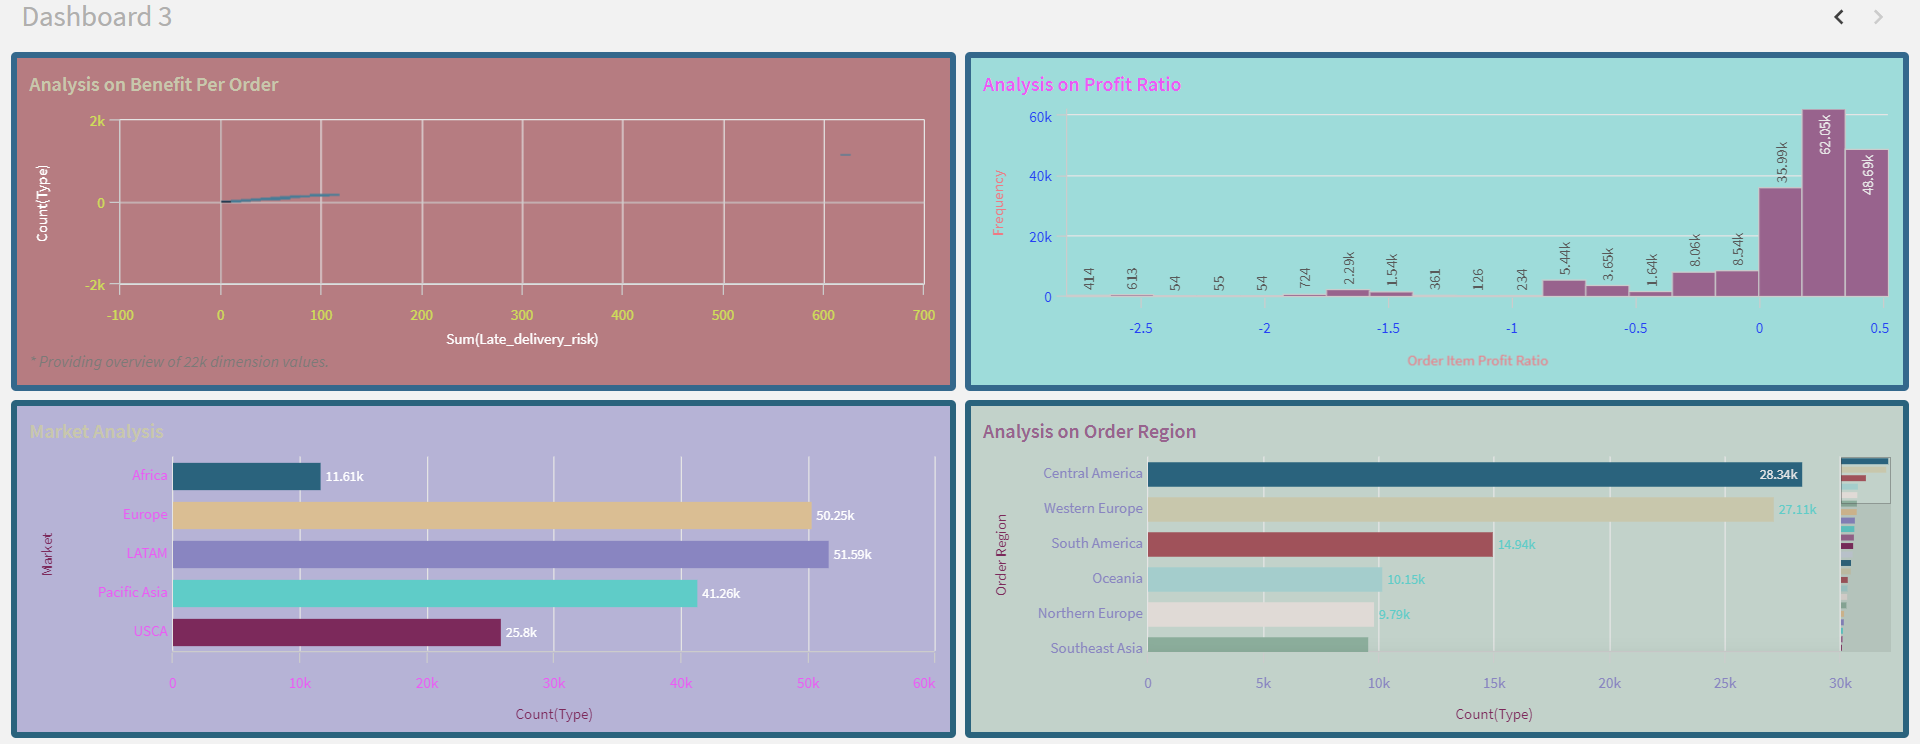 Dashboard 3
Analysis on Benefit Per Order
Count(Type)
2k
0
-2k
-100 0 100 200 300 400 500 600 700
Sum(Late_delivery_risk)
* Providing overview of 22k dimension values.
Analysis on Profit Ratio
Frequency
60k
40k
20k
0
414 613 54 55 54 724 2.29k 1.54k 361 126 234 5.44k 3.65k 1.64k 8.06k 8.54k 35.99k 62.05k 48.69k
-2.5 -2 -1.5 -1 -0.5 0 0.5
Order Item Profit Ratio
Market Analysis
Market
Africa 11.61k
Europe 50.25k
LATAM 51.59k
Pacific Asia 41.26k
USCA 25.8k
0 10k 20k 30k 40k 50k 60k
Count(Type)
Analysis on Order Region
Order Region
Central America 28.34k
Western Europe 27.11k
South America 14.94k
Oceania 10.15k
Northern Europe 9.79k
Southeast Asia
0 5k 10k 15k 20k 25k 30k
Count(Type)